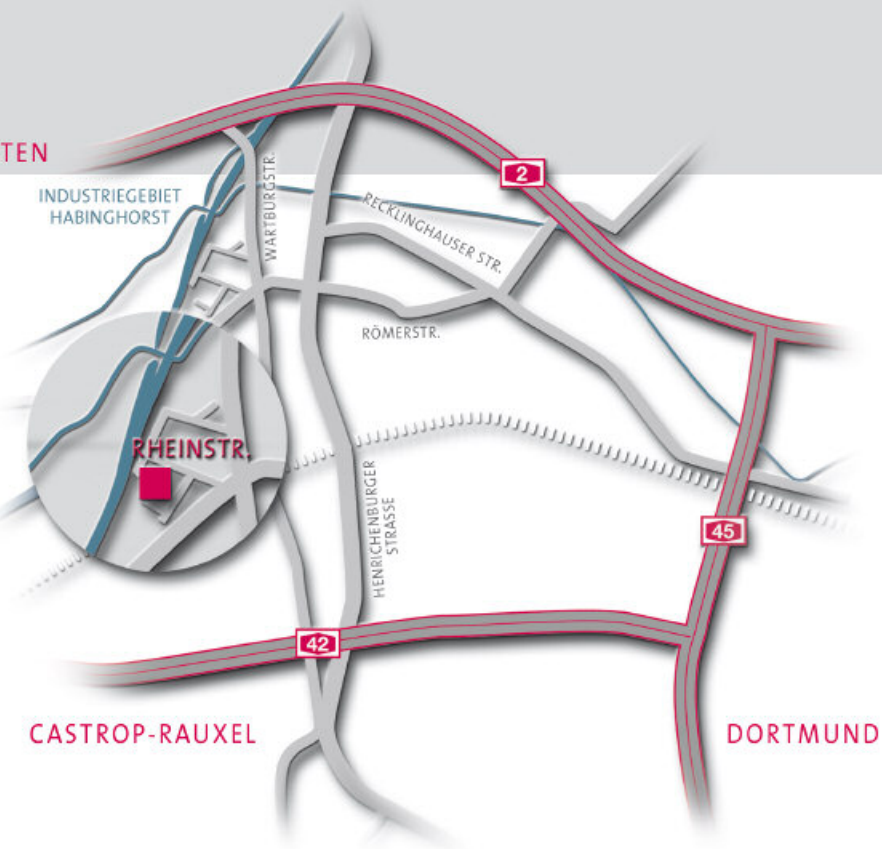 TEN
2
INDUSTRIEGEBIET
HABINGHORST
WARTBURGSTR.
RECKLINGHAUSER STR.
RÖMERSTR.
RHEINSTR.
HENRICHENBURGER
STRASSE
45
42
CASTROP-RAUXEL
DORTMUND